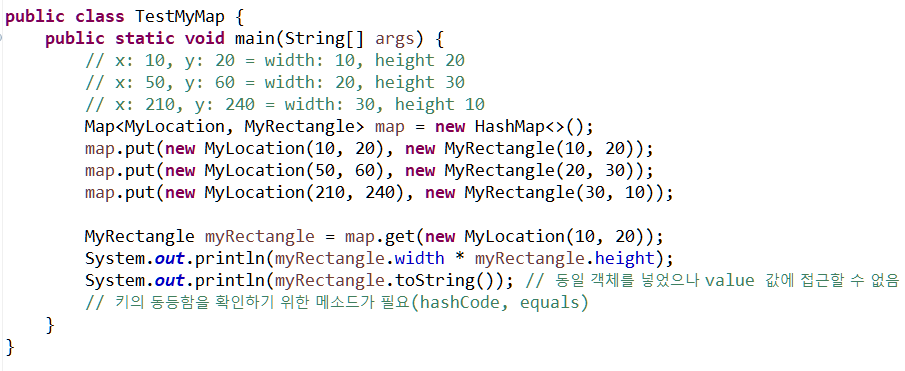 public class TestMyMap {
    public static void main(String[] args) {
        // x: 10, y: 20 = width: 10, height 20
        // x: 50, y: 60 = width: 20, height 30
        // x: 210, y: 240 = width: 30, height 10
        Map<MyLocation, MyRectangle> map = new HashMap<>();
        map.put(new MyLocation(10, 20), new MyRectangle(10, 20));
        map.put(new MyLocation(50, 60), new MyRectangle(20, 30));
        map.put(new MyLocation(210, 240), new MyRectangle(30, 10));

        MyRectangle myRectangle = map.get(new MyLocation(10, 20));
        System.out.println(myRectangle.width * myRectangle.height);
        System.out.println(myRectangle.toString()); // 동일 객체를 넣었으나 value 값에 접근할 수 없음
        // 키의 동등함을 확인하기 위한 메소드가 필요(hashCode, equals)
    }
}